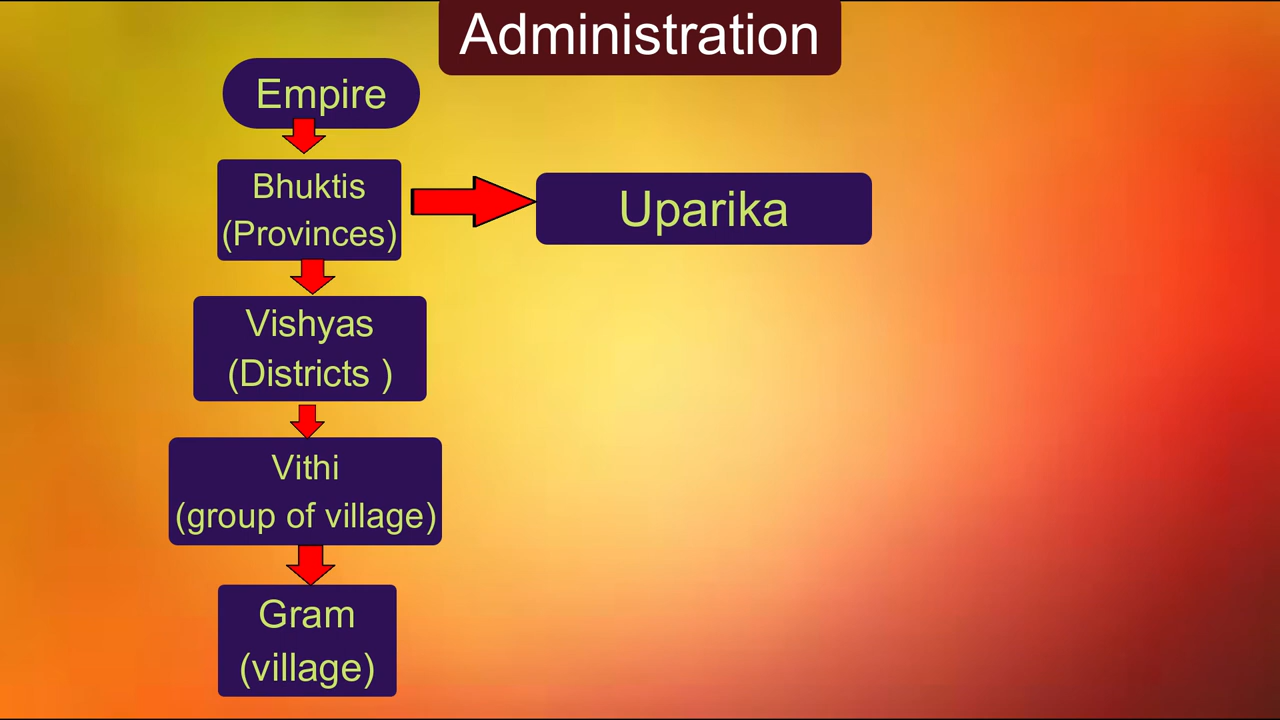 Administration
Empire
Bhuktis
(Provinces)
Uparika
Vishyas
(Districts )
Vithi
(group of village)
Gram
(village)